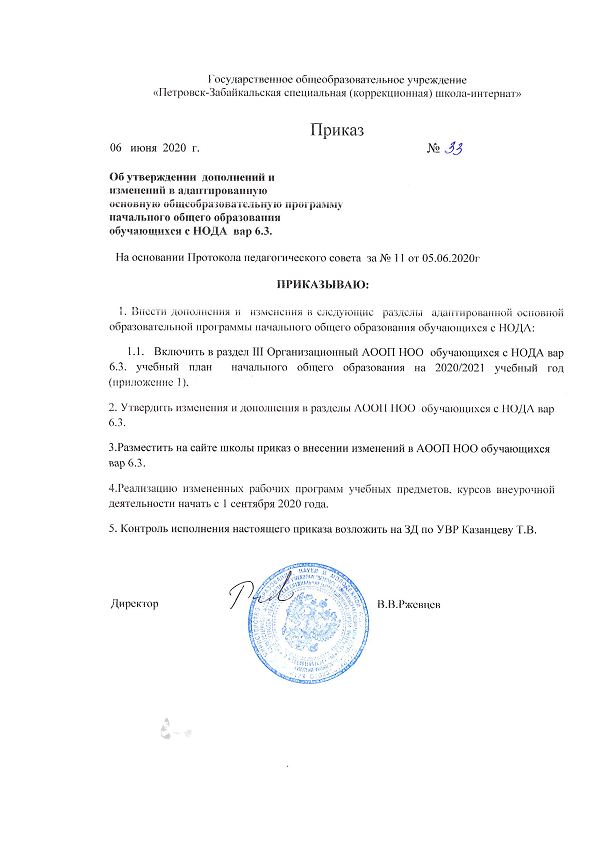 Государственное общеобразовательное учреждение
«Петровск-Забайкальская специальная (коррекционная) школа-интернат»
Приказ
06 июня 2020 г. № 33
Об утверждении дополнений и
изменений в адаптированную
основную общеобразовательную программу
начального общего образования
обучающихся с НОДА вар 6.3.
На основании Протокола педагогического совета за № 11 от 05.06.2020г
ПРИКАЗЫВАЮ:
1. Внести дополнения и изменения в следующие разделы адаптированной основной
образовательной программы начального общего образования обучающихся с НОДА:
1.1. Включить в раздел III Организационный АООП НОО обучающихся с НОДА вар
6.3. учебный план начального общего образования на 2020/2021 учебный год
(приложение 1).
2. Утвердить изменения и дополнения в разделы АООП НОО обучающихся с НОДА вар
6.3.
3.Разместить на сайте школы приказ о внесении изменений в АООП НОО обучающихся
вар 6.3.
4.Реализацию измененных рабочих программ учебных предметов, курсов внеурочной
деятельности начать с 1 сентября 2020 года.
5. Контроль исполнения настоящего приказа возложить на ЗД по УВР Казанцеву Т.В.
Директор В.В.Ржевцев